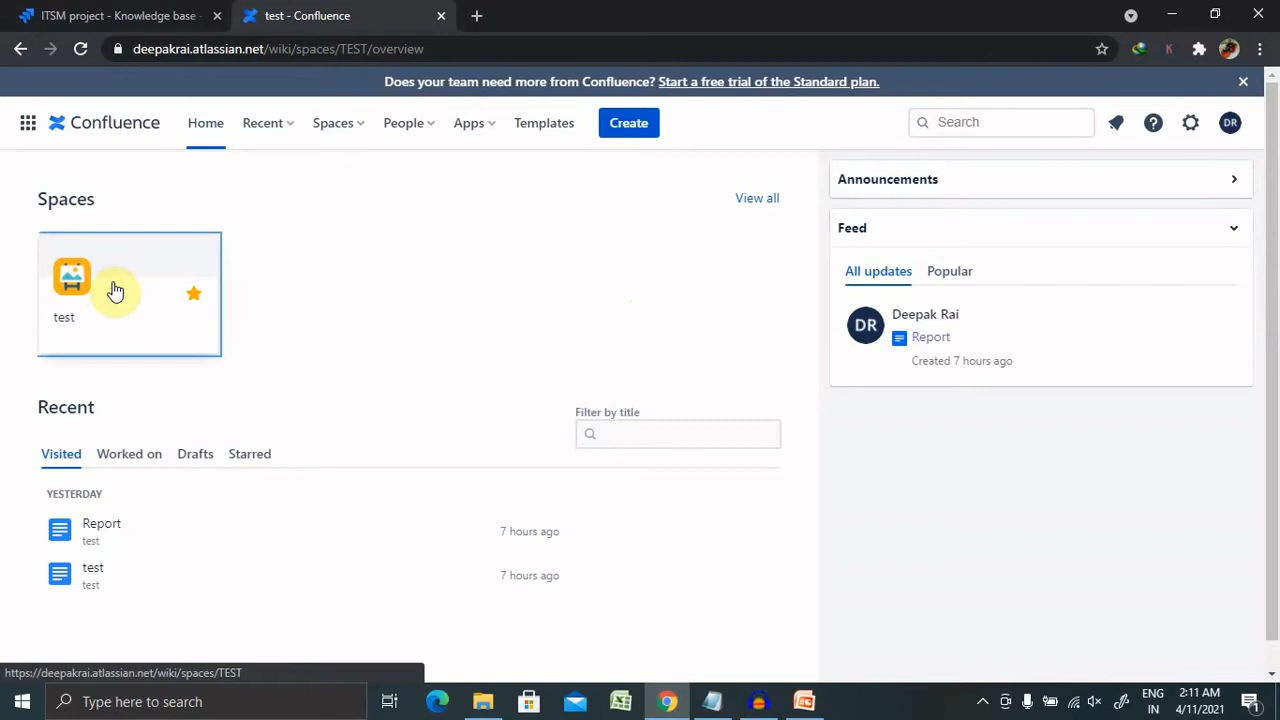 ITSM project - Knowledge base -
test - Confluence
deepakrai.atlassian.net/wiki/spaces/TEST/overview
K
Does your team need more from Confluence? Start a free trial of the Standard plan.
Confluence
Home
Recent
Spaces
People
Apps
Templates
Create
Search
DR
Spaces
View all
test
Recent
Filter by title
Visited
Worked on
Drafts
Starred
YESTERDAY
Report
test
7 hours ago
test
test
7 hours ago
Announcements
Feed
All updates
Popular
DR
Deepak Rai
Report
Created 7 hours ago
https://deepakrai.atlassian.net/wiki/spaces/TEST
Type here to search
ENG
IN
2:11 AM
4/11/2021
1